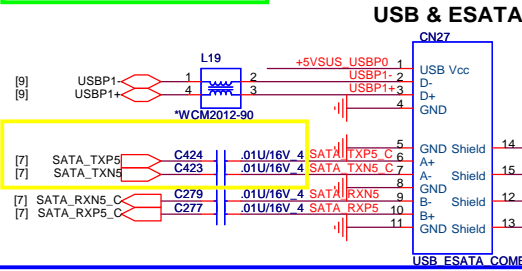 USB & ESATA
CN27
L19
+5VSUS_USBP0 1 USB Vcc
[9] USBP1- 1 2 USBP1- 2 D-
[9] USBP1+ 4 3 USBP1+ 3 D+
4 GND
*WCM2012-90
5 GND Shield 14
[7] SATA_TXP5 C424 .01U/16V_4 SATA_TXP5_C 6 A+
[7] SATA_TXN5 C423 .01U/16V_4 SATA_TXN5_C 7 A- Shield 15
8 GND
[7] SATA_RXN5_C C279 .01U/16V_4 SATA_RXN5 9 B- Shield 12
[7] SATA_RXP5_C C277 .01U/16V_4 SATA_RXP5 10 B+
11 GND Shield 13
USB_ESATA_COMB